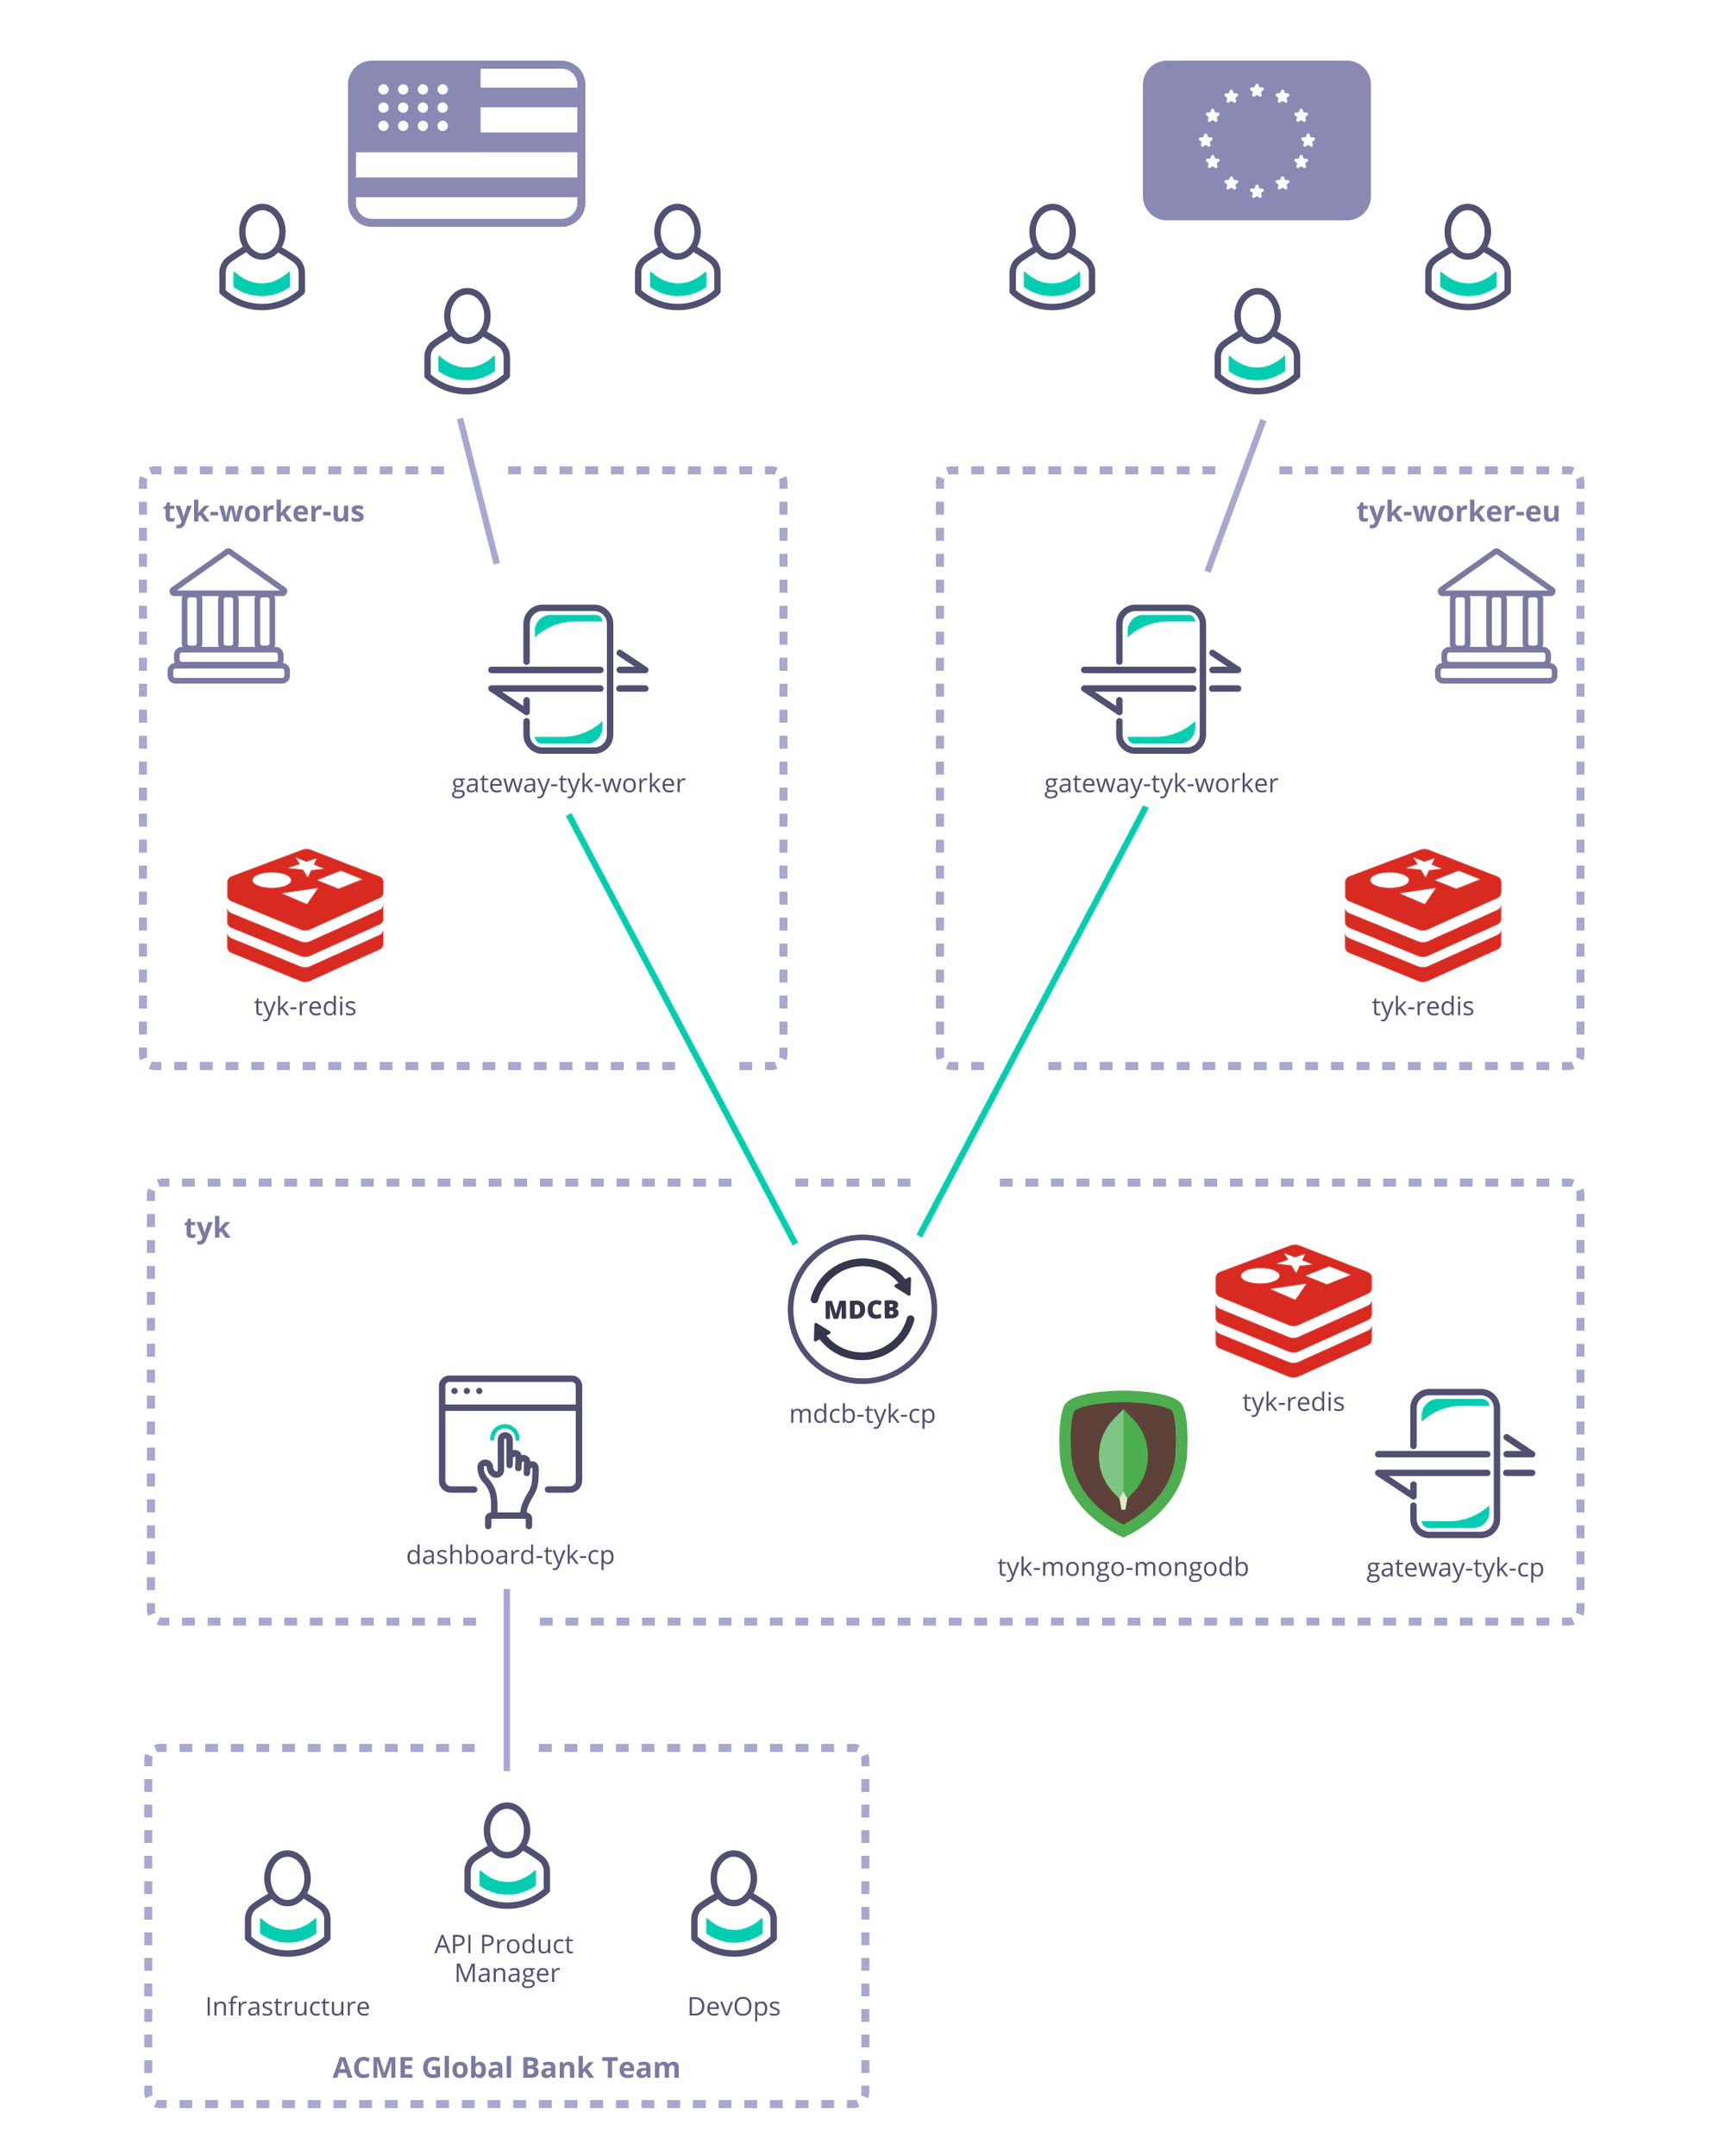 tyk-worker-us
tyk-worker-eu
gateway-tyk-worker
gateway-tyk-worker
tyk-redis
tyk-redis
tyk
MDCB
mdcb-tyk-cp
tyk-redis
dashboard-tyk-cp
tyk-mongo-mongodb
gateway-tyk-cp
API Product
Manager
Infrastructure
DevOps
ACME Global Bank Team